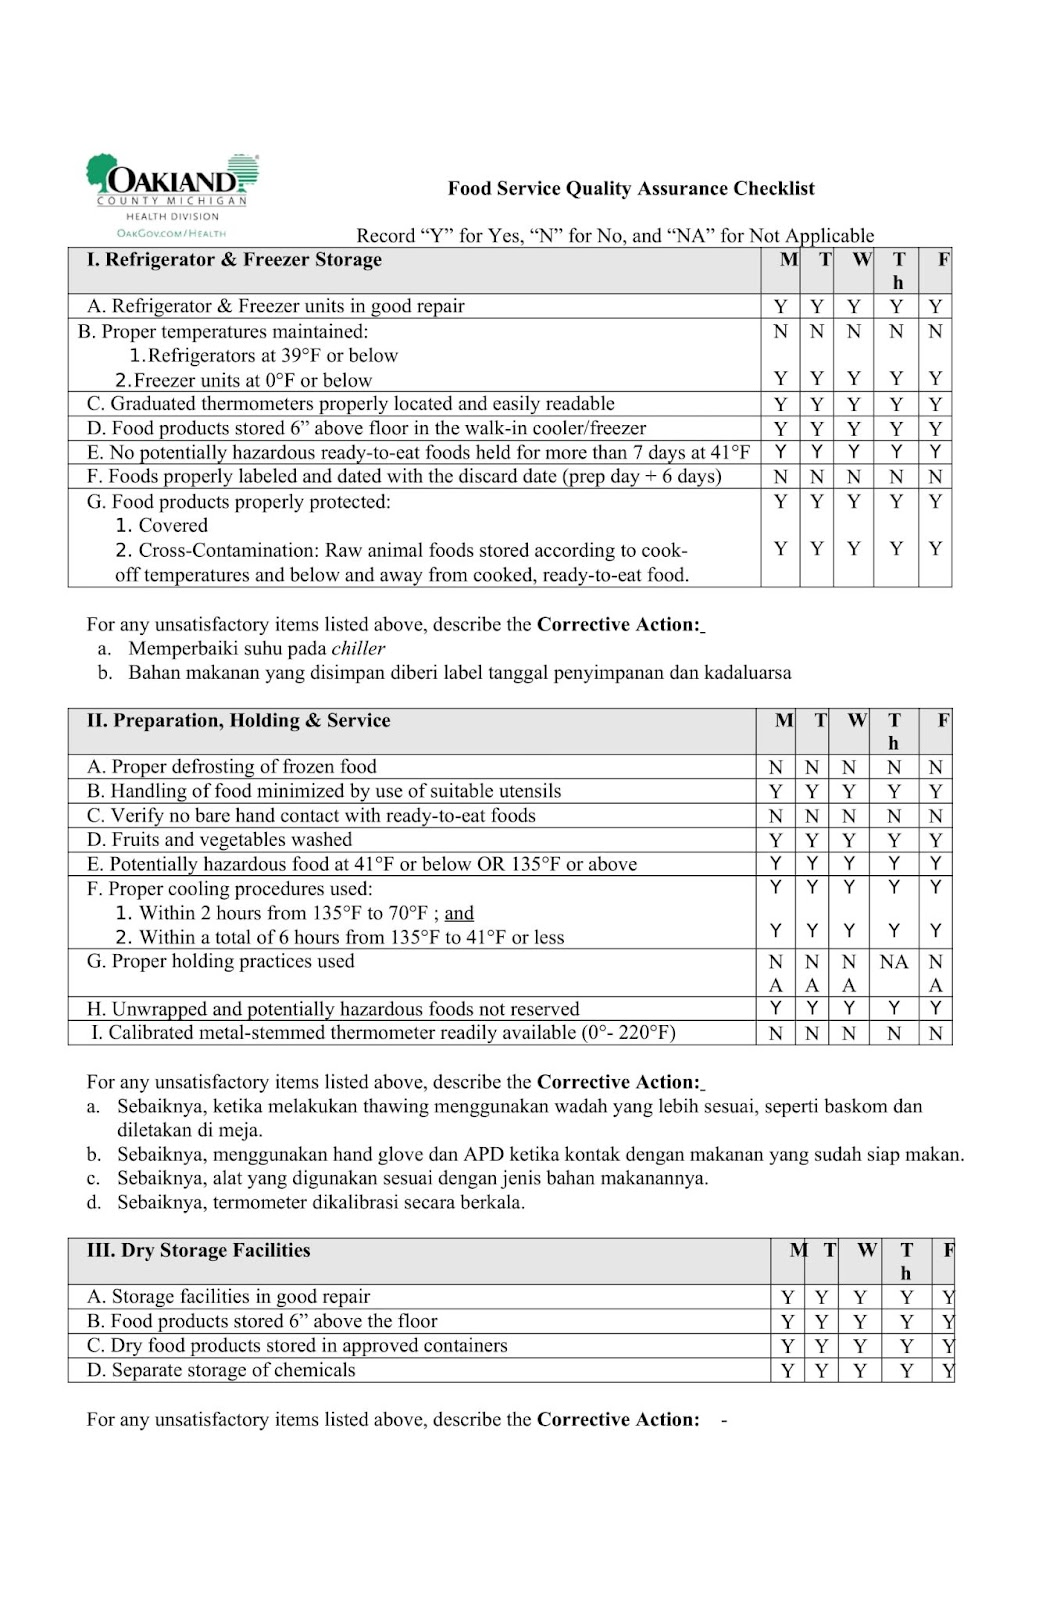 OAKLAND
COUNTY MICHIGAN
HEALTH DIVISION
OAKGOV.COM/HEALTH
Food Service Quality Assurance Checklist
Record “Y” for Yes, “N” for No, and “NA” for Not Applicable
I. Refrigerator & Freezer Storage M T W T F
h
A. Refrigerator & Freezer units in good repair Y Y Y Y Y
B. Proper temperatures maintained: N N N N N
1.Refrigerators at 39°F or below
2.Freezer units at 0°F or below Y Y Y Y Y
C. Graduated thermometers properly located and easily readable Y Y Y Y Y
D. Food products stored 6” above floor in the walk-in cooler/freezer Y Y Y Y Y
E. No potentially hazardous ready-to-eat foods held for more than 7 days at 41°F Y Y Y Y Y
F. Foods properly labeled and dated with the discard date (prep day + 6 days) N N N N N
G. Food products properly protected: Y Y Y Y Y
1. Covered
2. Cross-Contamination: Raw animal foods stored according to cook- Y Y Y Y Y
off temperatures and below and away from cooked, ready-to-eat food.
For any unsatisfactory items listed above, describe the Corrective Action:
a. Memperbaiki suhu pada chiller
b. Bahan makanan yang disimpan diberi label tanggal penyimpanan dan kadaluarsa
II. Preparation, Holding & Service M T W T F
h
A. Proper defrosting of frozen food N N N N N
B. Handling of food minimized by use of suitable utensils Y Y Y Y Y
C. Verify no bare hand contact with ready-to-eat foods N N N N N
D. Fruits and vegetables washed Y Y Y Y Y
E. Potentially hazardous food at 41°F or below OR 135°F or above Y Y Y Y Y
F. Proper cooling procedures used: Y Y Y Y Y
1. Within 2 hours from 135°F to 70°F ; and
2. Within a total of 6 hours from 135°F to 41°F or less Y Y Y Y Y
G. Proper holding practices used N N N NA N
A A A A
H. Unwrapped and potentially hazardous foods not reserved Y Y Y Y Y
I. Calibrated metal-stemmed thermometer readily available (0°- 220°F) N N N N N
For any unsatisfactory items listed above, describe the Corrective Action:
a. Sebaiknya, ketika melakukan thawing menggunakan wadah yang lebih sesuai, seperti baskom dan
diletakan di meja.
b. Sebaiknya, menggunakan hand glove dan APD ketika kontak dengan makanan yang sudah siap makan.
c. Sebaiknya, alat yang digunakan sesuai dengan jenis bahan makanannya.
d. Sebaiknya, termometer dikalibrasi secara berkala.
III. Dry Storage Facilities M T W T F
h
A. Storage facilities in good repair Y Y Y Y Y
B. Food products stored 6” above the floor Y Y Y Y Y
C. Dry food products stored in approved containers Y Y Y Y Y
D. Separate storage of chemicals Y Y Y Y Y
For any unsatisfactory items listed above, describe the Corrective Action: -